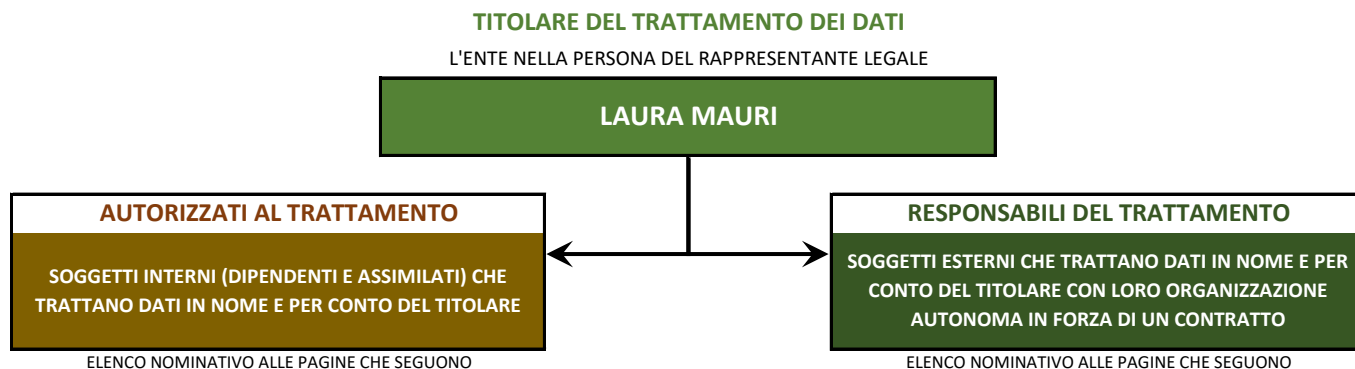 TITOLARE DEL TRATTAMENTO DEI DATI
L'ENTE NELLA PERSONA DEL RAPPRESENTANTE LEGALE
LAURA MAURI
AUTORIZZATI AL TRATTAMENTO
SOGGETTI INTERNI (DIPENDENTI E ASSIMILATI) CHE
TRATTANO DATI IN NOME E PER CONTO DEL TITOLARE
ELENCO NOMINATIVO ALLE PAGINE CHE SEGUONO
RESPONSABILI DEL TRATTAMENTO
SOGGETTI ESTERNI CHE TRATTANO DATI IN NOME E PER
CONTO DEL TITOLARE CON LORO ORGANIZZAZIONE
AUTONOMA IN FORZA DI UN CONTRATTO
ELENCO NOMINATIVO ALLE PAGINE CHE SEGUONO